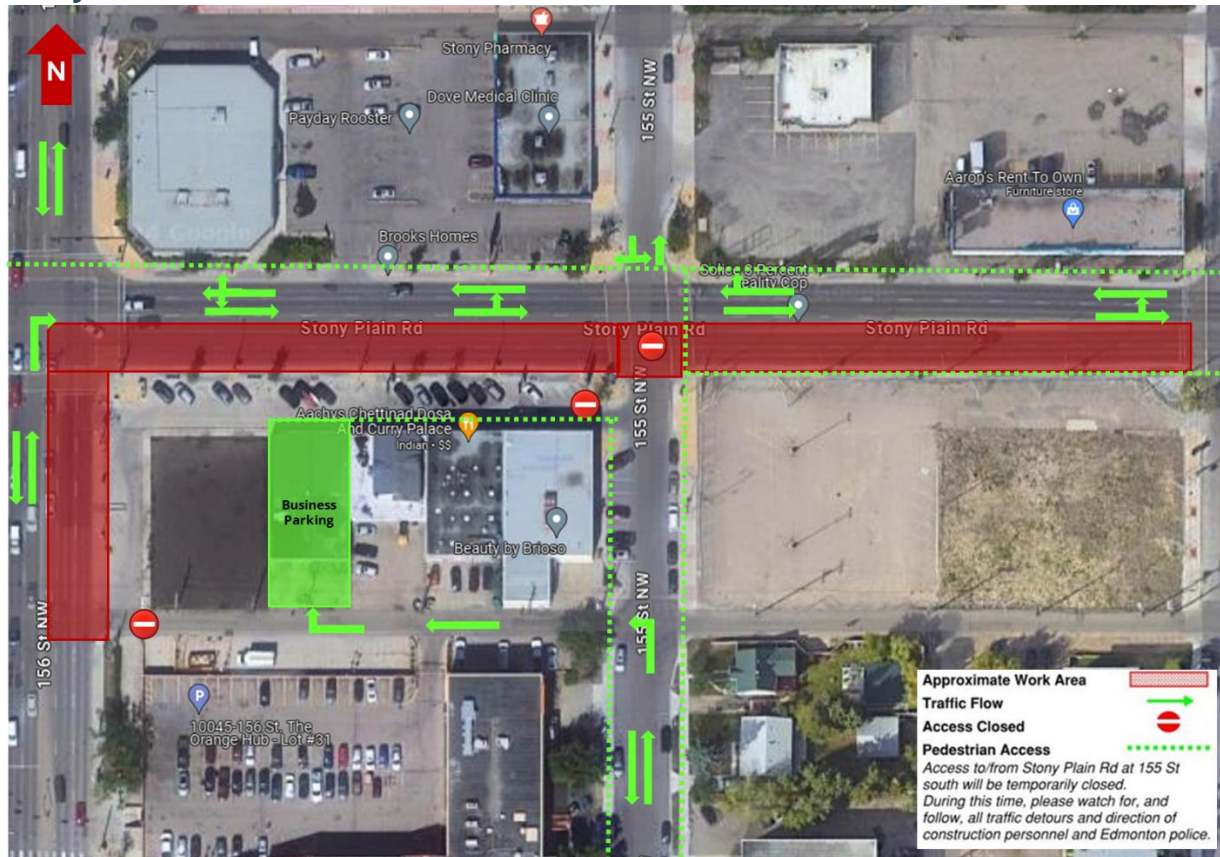 N
Stony Pharmacy
Dove Medical Clinic
Payday Rooster
155 St NW
Aaron's Rent To Own
Furniture store
Brooks Homes
Solice 3 Percent
Reality Cop
Stony Plain Rd
Stony Plain Rd
Stony Plain Rd
155 St NW
Aachys Chettinad Dosa
And Curry Palace
Indian • $$
Business
Parking
Beauty by Brioso
155 St NW
156 St NW
P
10045-156 St, The
Orange Hub - Lot #31
Approximate Work Area
Traffic Flow
Access Closed
Pedestrian Access
Access to/from Stony Plain Rd at 155 St
south will be temporarily closed.
During this time, please watch for, and
follow, all traffic detours and direction of
construction personnel and Edmonton police.